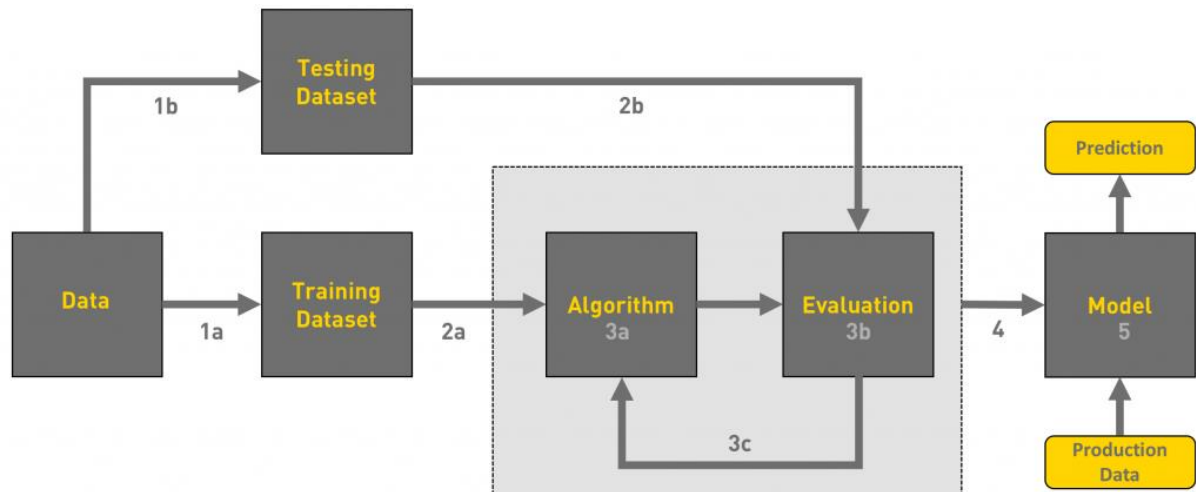 Testing
Dataset
1b
2b
Prediction
Data
Training
Dataset
Algorithm
3a
Evaluation
3b
Model
5
1a
2a
4
3c
Production
Data